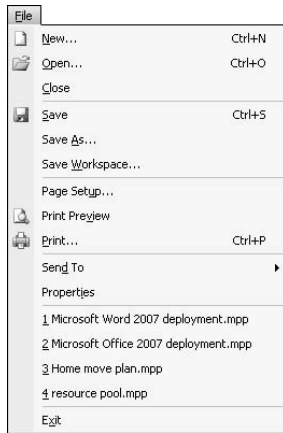 File
New... Ctrl+N
Open... Ctrl+O
Close
Save Ctrl+S
Save As...
Save Workspace...
Page Setup...
Print Preview
Print... Ctrl+P
Send To
Properties
1 Microsoft Word 2007 deployment.mpp
2 Microsoft Office 2007 deployment.mpp
3 Home move plan.mpp
4 resource pool.mpp
Exit